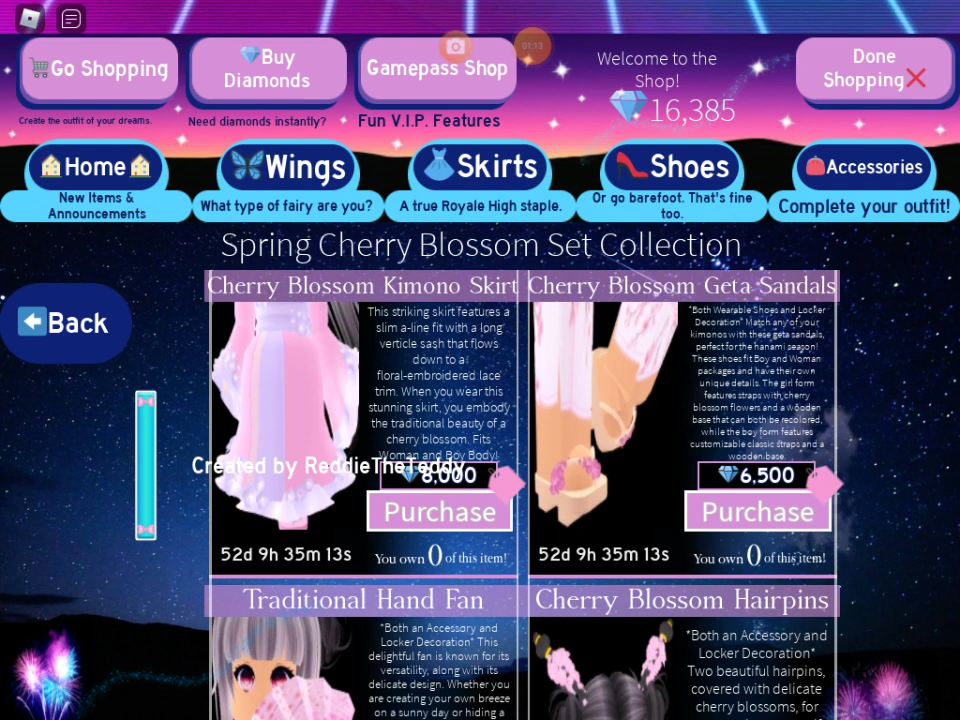 01:13
Go Shopping
Buy
Diamonds
Gamepass Shop
Welcome to the
Shop!
16,385
Done
Shopping
Create the outfit of your dreams.
Need diamonds instantly?
Fun V.I.P. Features
Home
Wings
Skirts
Shoes
Accessories
New Items &
Announcements
What type of fairy are you?
A true Royale High staple.
Or go barefoot. That's fine
too.
Complete your outfit!
Spring Cherry Blossom Set Collection
Back
Cherry Blossom Kimono Skirt
This striking skirt features a
slim a-line fit with a long
verticle sash that flows
down to a
floral-embroidered lace
trim. When you wear this
stunning skirt, you embody
the traditional beauty of a
cherry blossom. Fits
Woman and Boy Body!
Created by ReddieTheTeddy
8,000
Purchase
52d 9h 35m 13s
You own 0 of this item!
Cherry Blossom Geta Sandals
*Both Wearable Shoes and Locker
Decoration* Match any of your
kimonos with these geta sandals,
perfect for the hanami season!
These shoes fit Boy and Woman
packages and have their own
unique details. The girl form
features straps with cherry
blossom flowers and a wooden
base that can both be recolored,
while the boy form features
customizable classic straps and a
wooden base.
6,500
Purchase
52d 9h 35m 13s
You own 0 of this item!
Traditional Hand Fan
*Both an Accessory and
Locker Decoration* This
delightful fan is known for its
versatility, along with its
delicate design. Whether you
are creating your own breeze
on a sunny day or hiding a
Cherry Blossom Hairpins
*Both an Accessory and
Locker Decoration*
Two beautiful hairpins,
covered with delicate
cherry blossoms, for